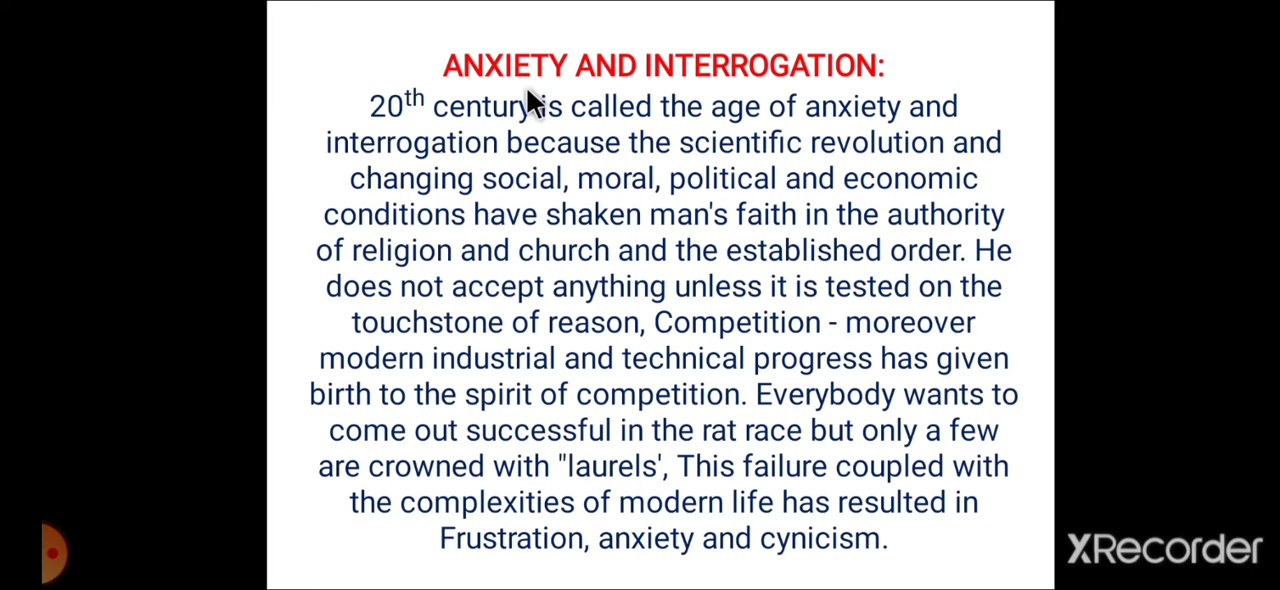 ANXIETY AND INTERROGATION:
20th century is called the age of anxiety and
interrogation because the scientific revolution and
changing social, moral, political and economic
conditions have shaken man's faith in the authority
of religion and church and the established order. He
does not accept anything unless it is tested on the
touchstone of reason, Competition - moreover
modern industrial and technical progress has given
birth to the spirit of competition. Everybody wants to
come out successful in the rat race but only a few
are crowned with "laurels', This failure coupled with
the complexities of modern life has resulted in
Frustration, anxiety and cynicism.
XRecorder